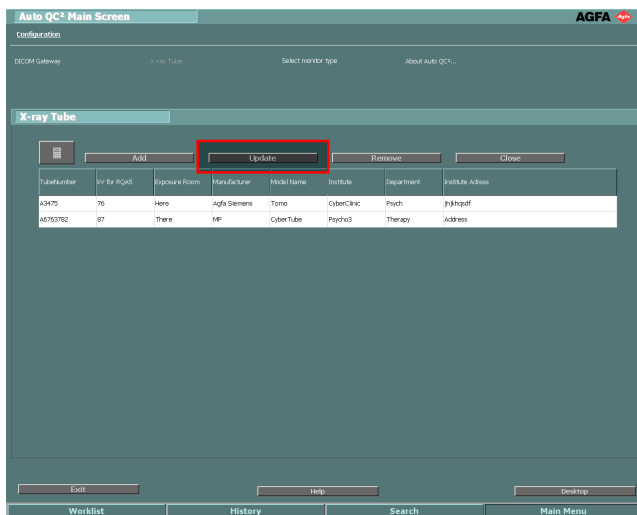 Auto QC² Main Screen
AGFA Agfa
Configuration
DICOM Gateway X-ray Tube Select monitor type About Auto QC²...
X-ray Tube
Add Update Remove Close
TubeNumber kV for RQA5 Exposure Room Manufacturer Model Name Institute Department Institute Adress
A3475 76 Here Agfa Siemens Tomo CyberClinic Psych jhjkhqsdf
A6763782 87 There MP CyberTube Psycho3 Therapy Address
Exit Help Desktop
Worklist History Search Main Menu